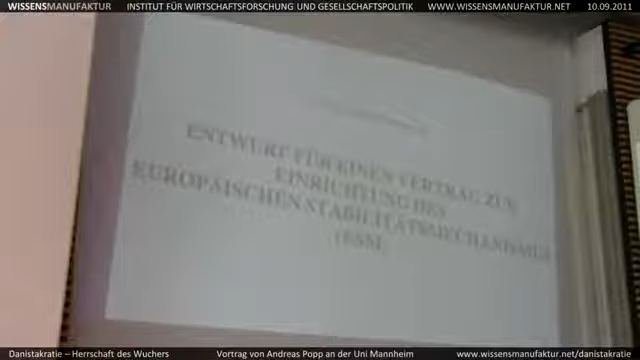 WISSENSMANUFAKTUR INSTITUT FÜR WIRTSCHAFTSFORSCHUNG UND GESELLSCHAFTSPOLITIK WWW.WISSENSMANUFAKTUR.NET 10.09.2011
ENTWURF FÜR EINEN VERTRAG ZUR
EINRICHTUNG DES
EUROPÄISCHEN STABILITÄTSMECHANISMUS
(ESM)
Danistakratie – Herrschaft des Wuchers Vortrag von Andreas Popp an der Uni Mannheim www.wissensmanufaktur.net/danistakratie